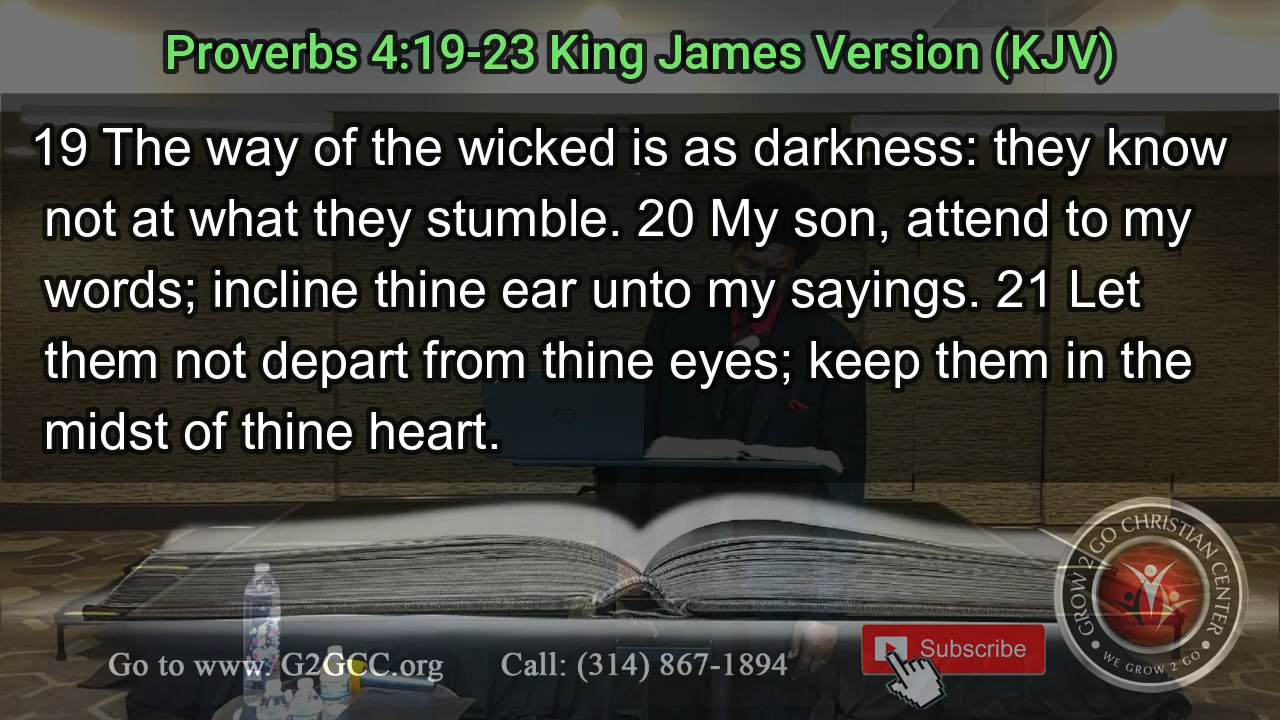 Proverbs 4:19-23 King James Version (KJV)
19 The way of the wicked is as darkness: they know
not at what they stumble. 20 My son, attend to my
words; incline thine ear unto my sayings. 21 Let
them not depart from thine eyes; keep them in the
midst of thine heart.
GROW 2 GO CHRISTIAN CENTER
WE GROW 2 GO
Go to www. G2GCC.org Call: (314) 867-1894 Subscribe